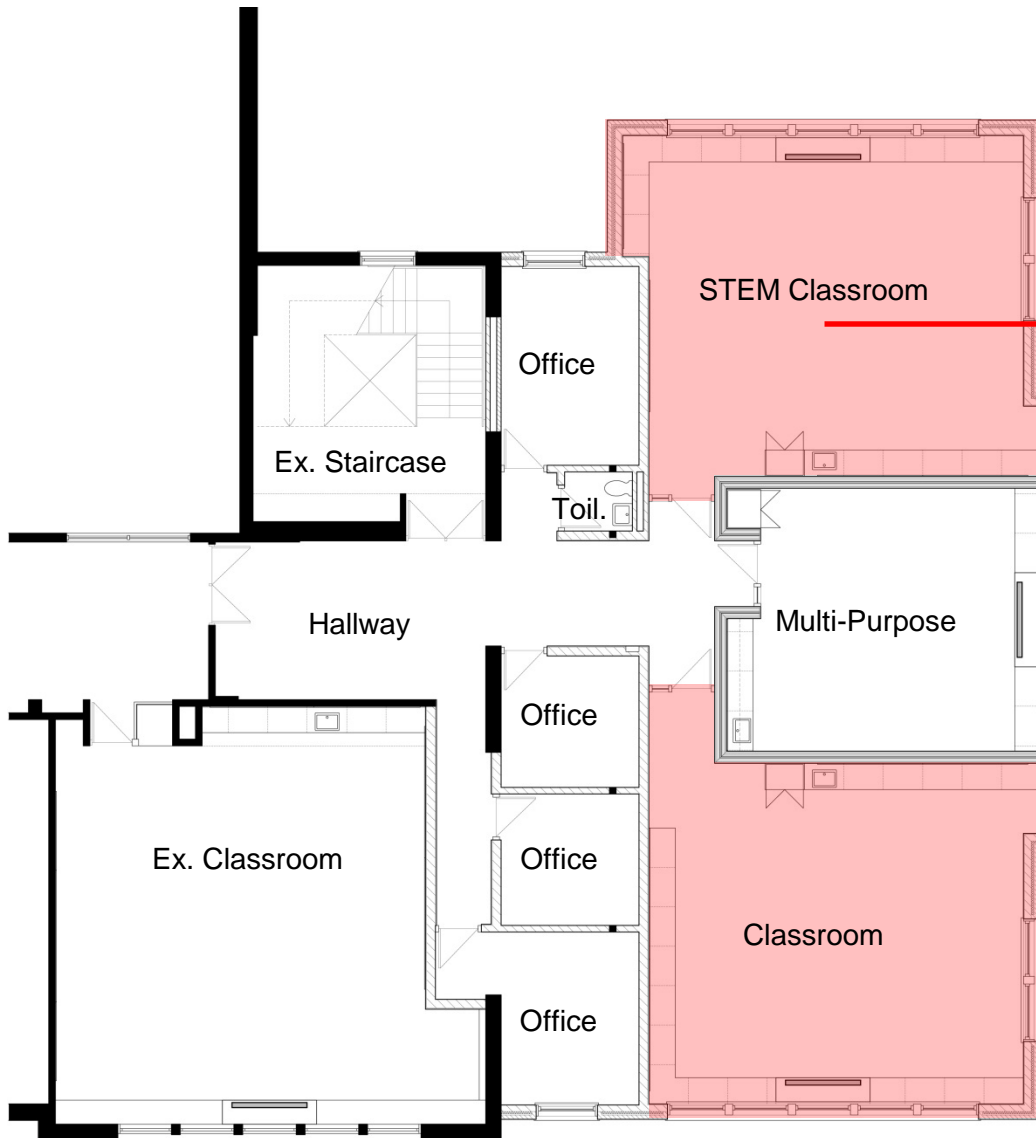 STEM Classroom
Office
Ex. Staircase
Toil.
Hallway
Multi-Purpose
Office
Ex. Classroom
Office
Classroom
Office